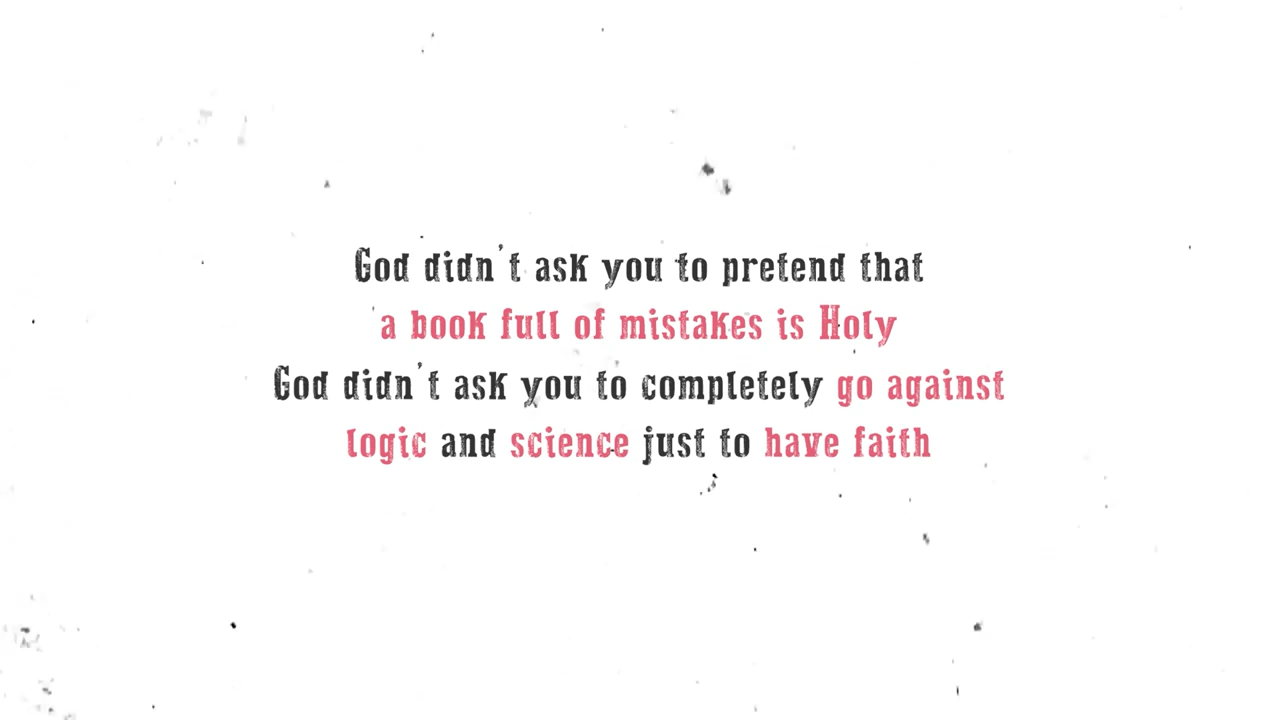 God didn't ask you to pretend that
a book full of mistakes is Holy
God didn't ask you to completely go against
logic and science just to have faith